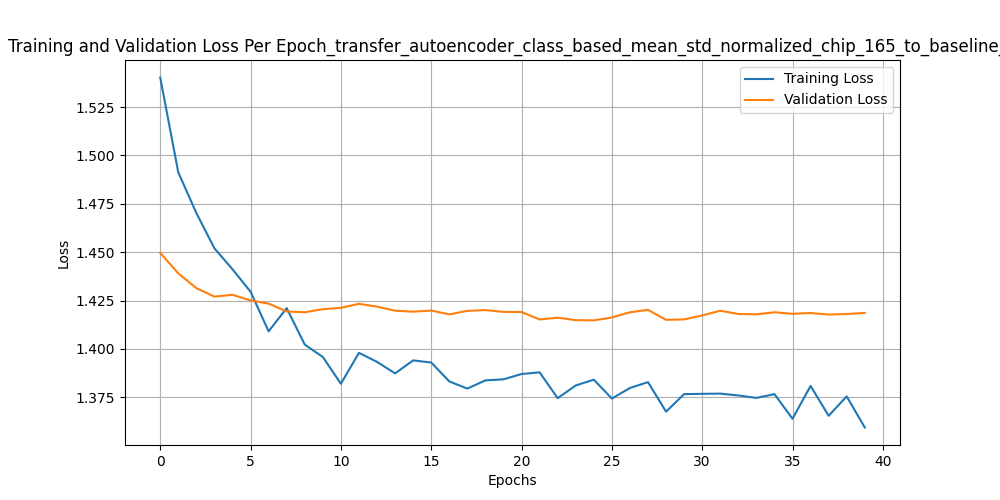 Training and Validation Loss Per Epoch_transfer_autoencoder_class_based_mean_std_normalized_chip_165_to_baseline_
Training Loss
Validation Loss
1.525
1.500
1.475
1.450
1.425
1.400
1.375
Loss
0 5 10 15 20 25 30 35 40
Epochs